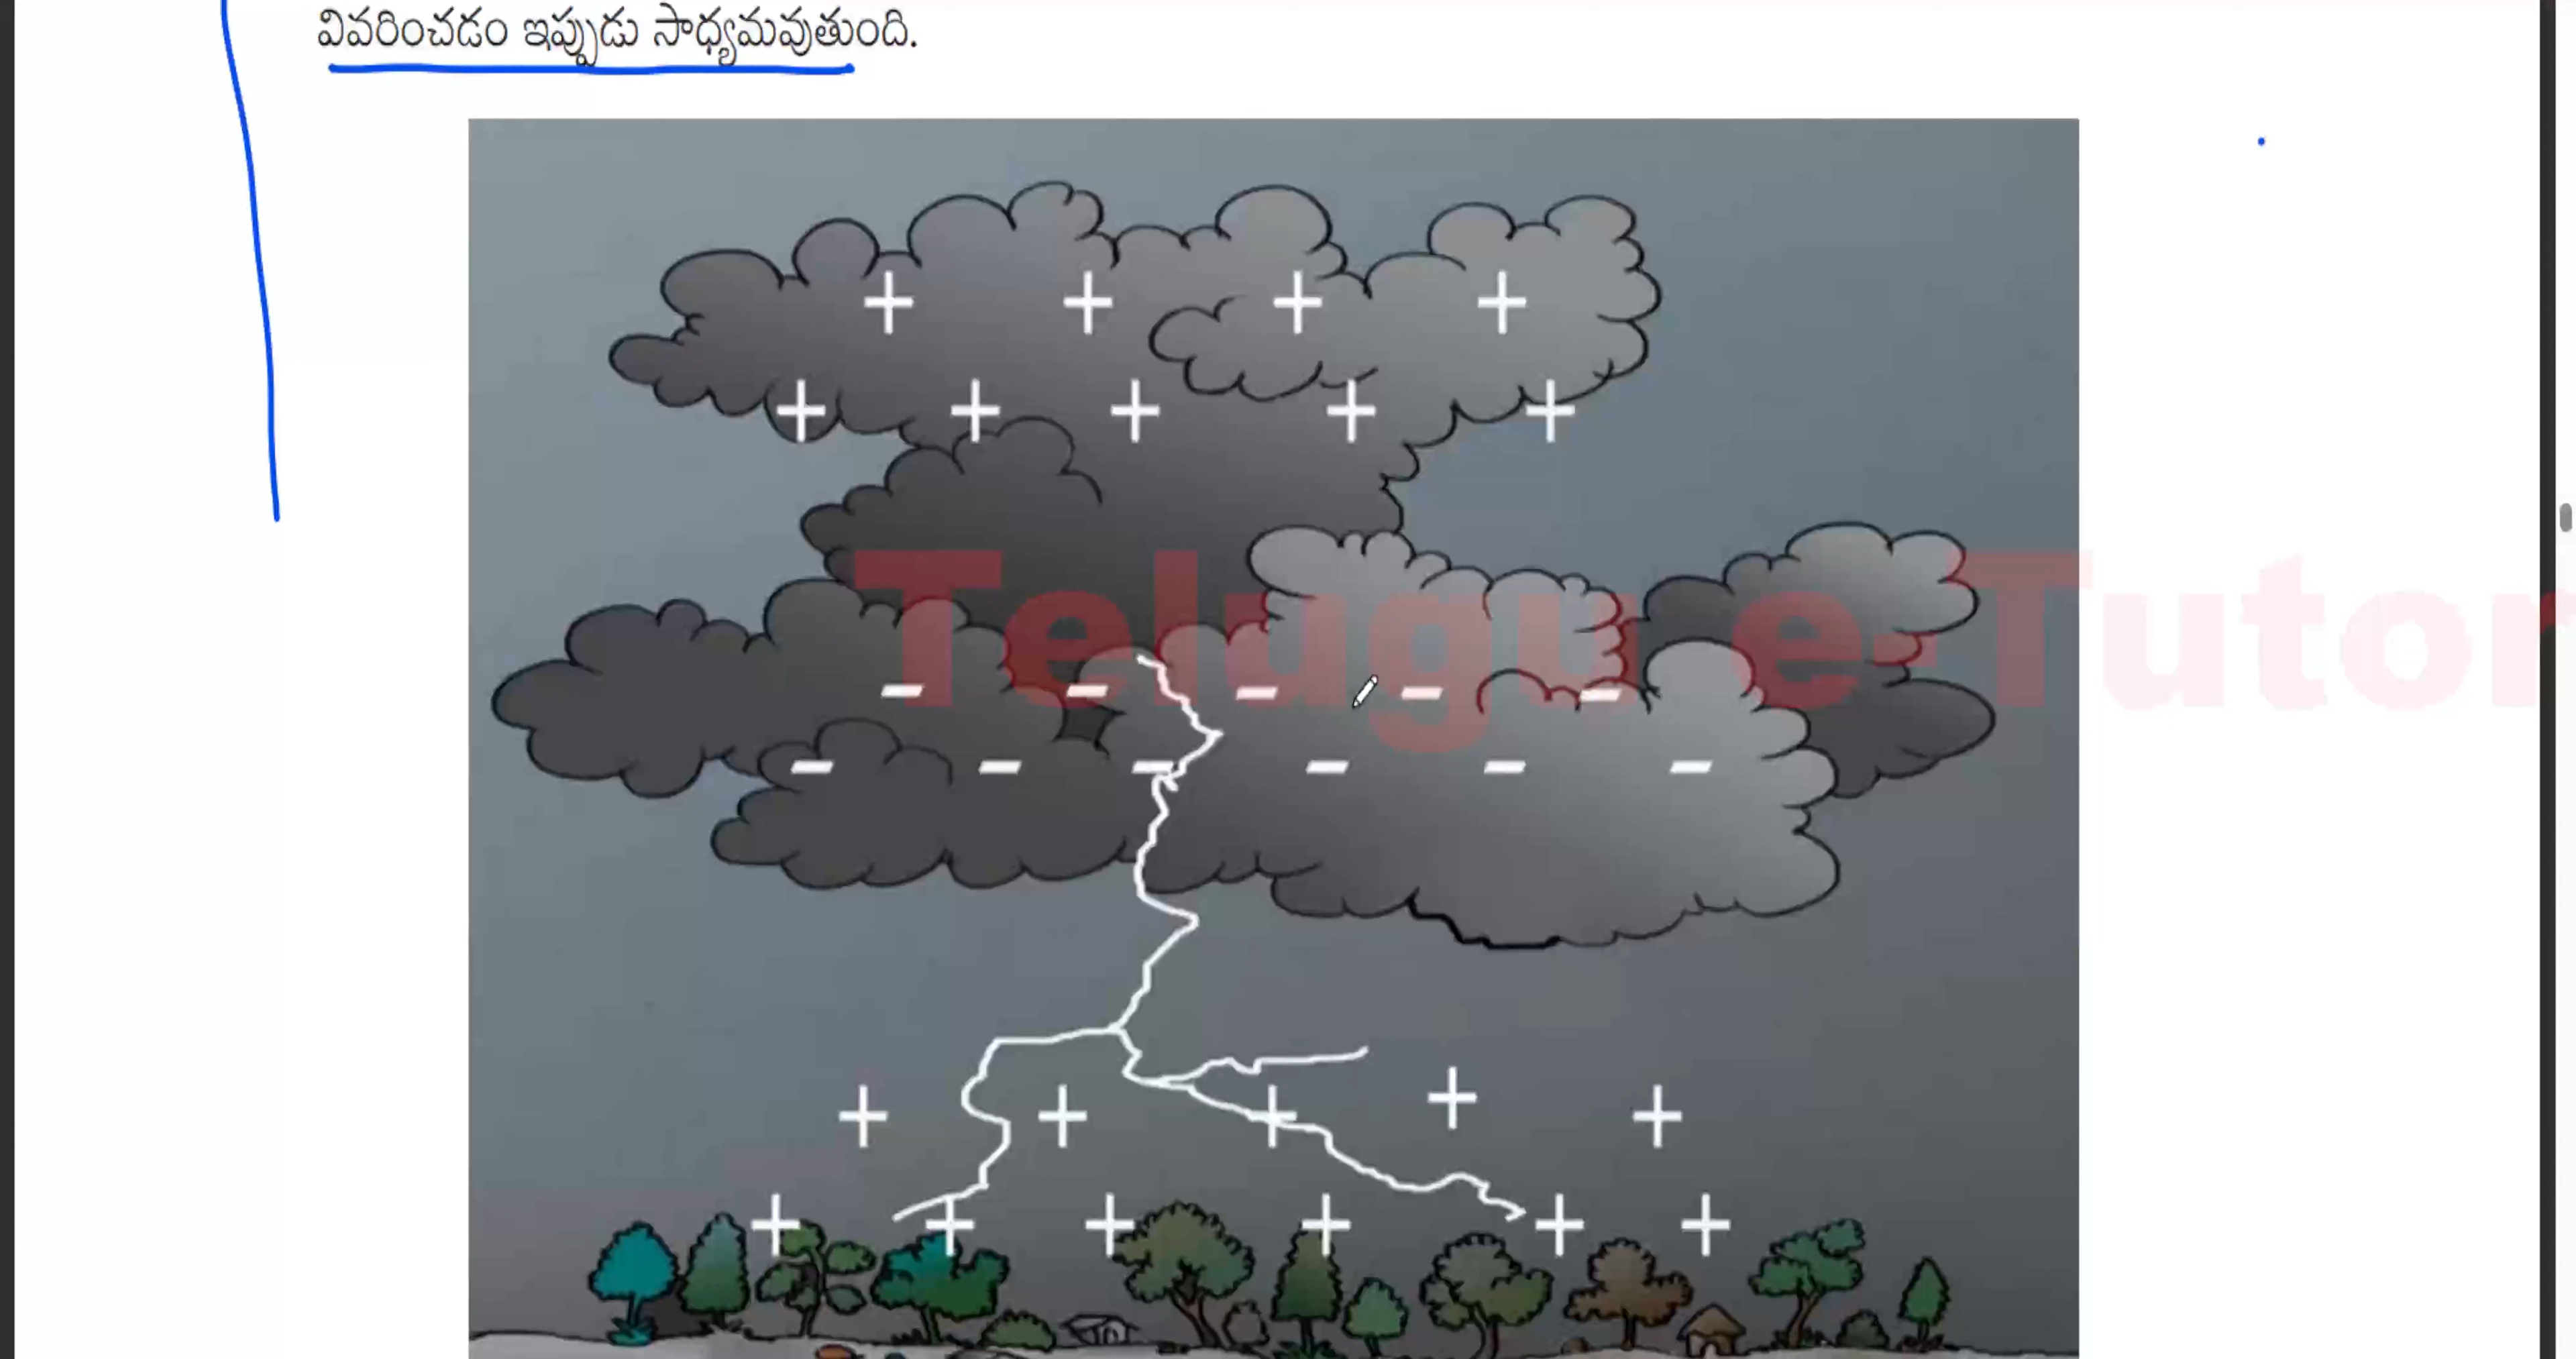 వివరించడం ఇప్పుడు సాధ్యమవుతుంది.
+ + + +
+ + + + +
Telugu e-Tutor
- - - - -
- - - - - -
+ + + + +
+ + + + + +